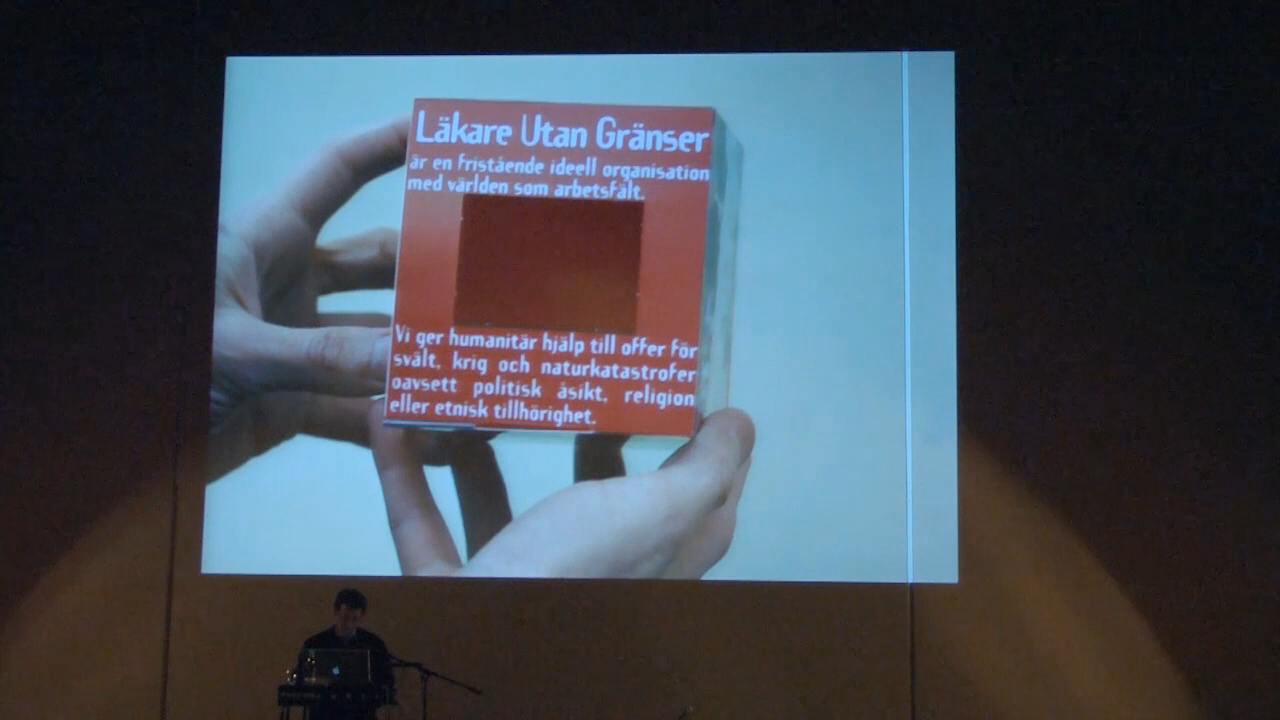 Läkare Utan Gränser
är en fristående ideell organisation
med världen som arbetsfält.
Vi ger humanitär hjälp till offer för
svält, krig och naturkatastrofer
oavsett politisk åsikt, religion
eller etnisk tillhörighet.